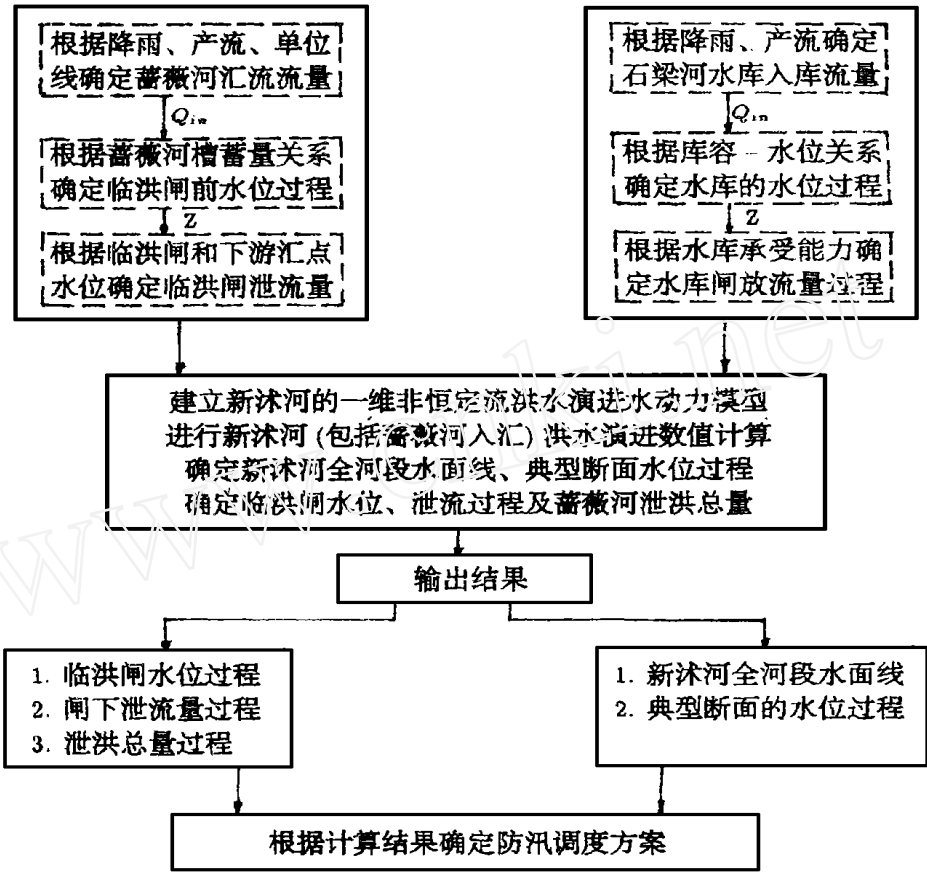 根据降雨、产流、单位
线确定蔷薇河汇流流量
Qin
根据蔷薇河槽蓄量关系
确定临洪闸前水位过程
Z
根据临洪闸和下游汇点
水位确定临洪闸泄流量
根据降雨、产流确定
石梁河水库入库流量
Qin
根据库容-水位关系
确定水库的水位过程
Z
根据水库承受能力确
定水库闸放流量过程
建立新沭河的一维非恒定流洪水演进水动力模型
进行新沭河(包括蔷薇河入汇)洪水演进数值计算
确定新沭河全河段水面线、典型断面水位过程
确定临洪闸水位、泄流过程及蔷薇河泄洪总量
输出结果
1. 临洪闸水位过程
2. 闸下泄流量过程
3. 泄洪总量过程
1. 新沭河全河段水面线
2. 典型断面的水位过程
根据计算结果确定防汛调度方案
www.cnki.net